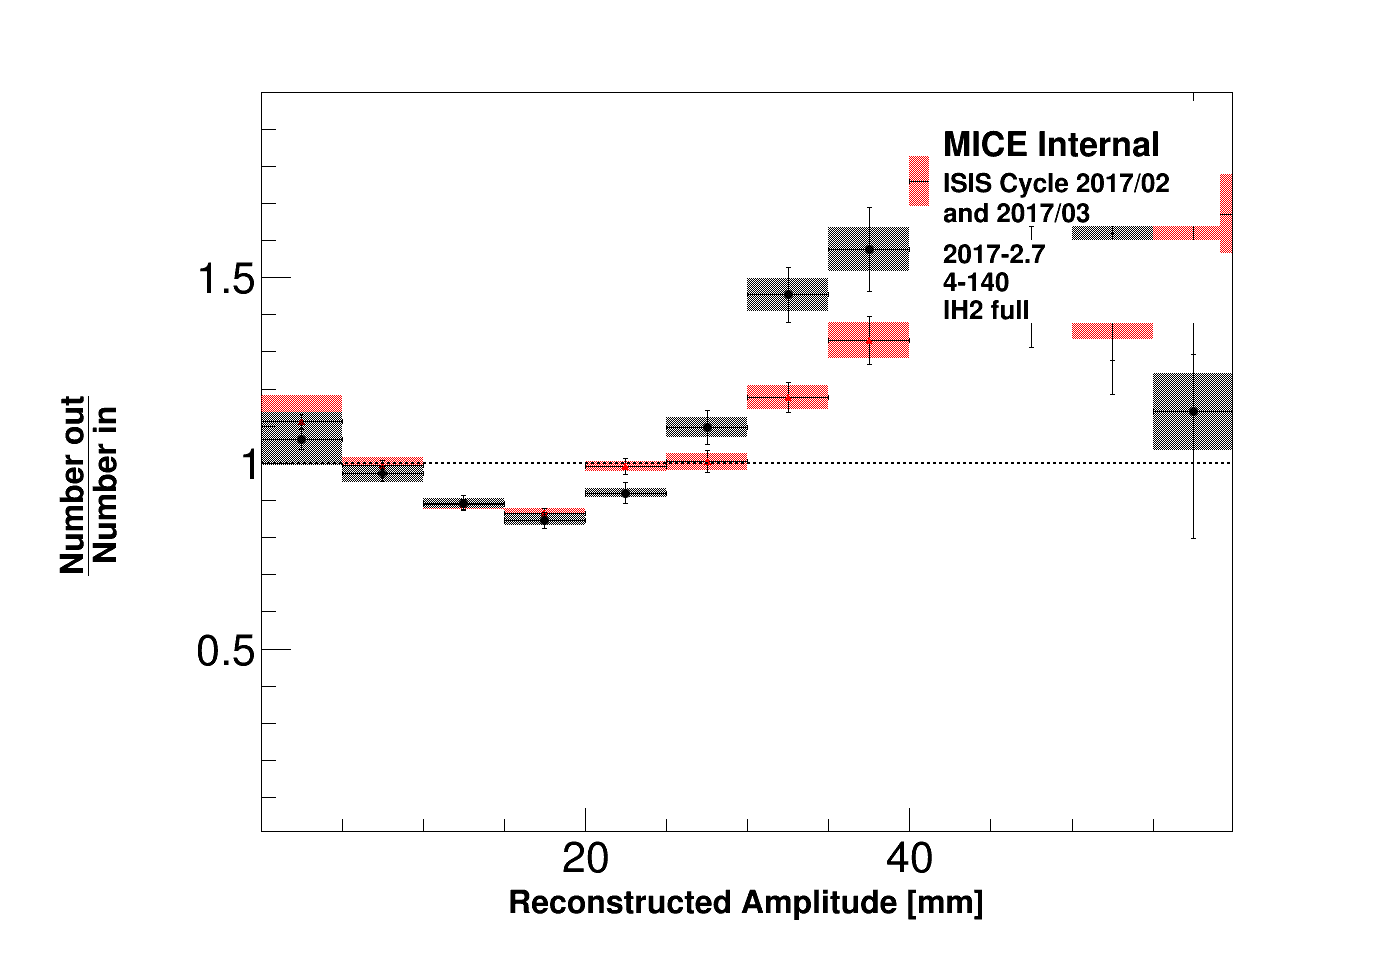 MICE Internal
ISIS Cycle 2017/02
and 2017/03
2017-2.7
4-140
IH2 full
1.5
1
0.5
Number out
Number in
20
40
Reconstructed Amplitude [mm]